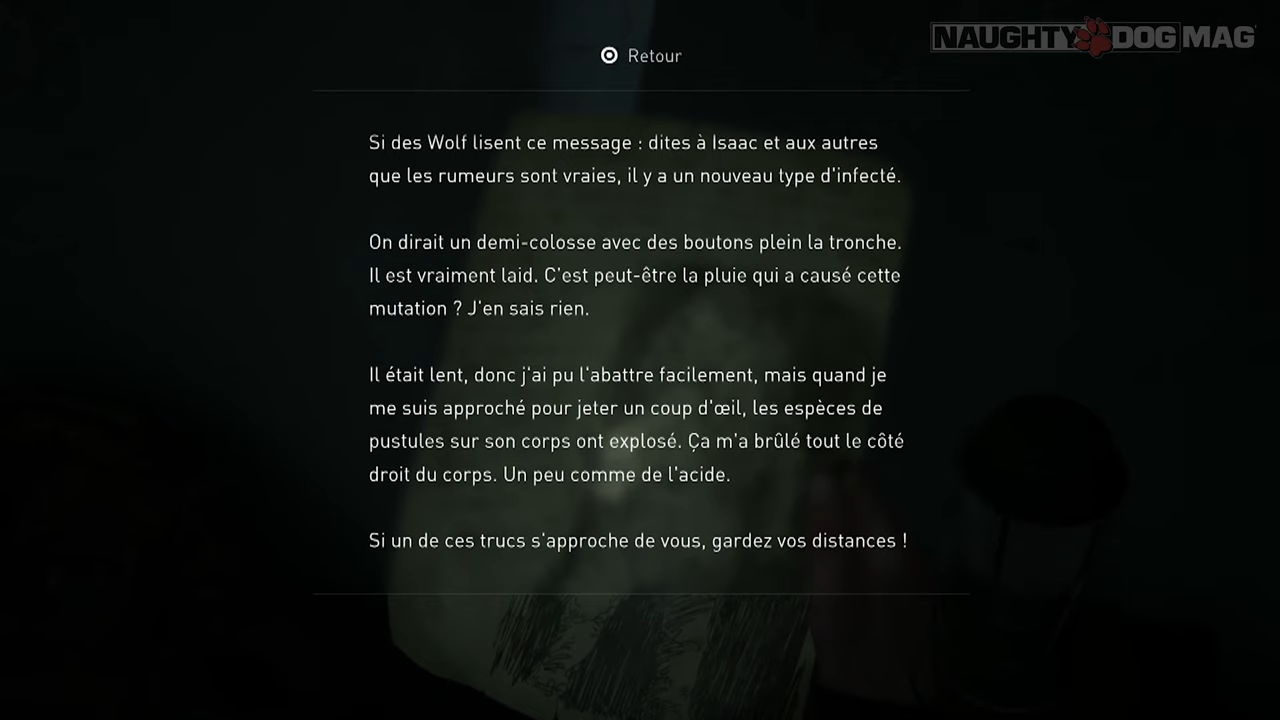 NAUGHTY DOG MAG
Retour
Si des Wolf lisent ce message : dites à Isaac et aux autres
que les rumeurs sont vraies, il y a un nouveau type d'infecté.
On dirait un demi-colosse avec des boutons plein la tronche.
Il est vraiment laid. C'est peut-être la pluie qui a causé cette
mutation ? J'en sais rien.
Il était lent, donc j'ai pu l'abattre facilement, mais quand je
me suis approché pour jeter un coup d'œil, les espèces de
pustules sur son corps ont explosé. Ça m'a brûlé tout le côté
droit du corps. Un peu comme de l'acide.
Si un de ces trucs s'approche de vous, gardez vos distances !